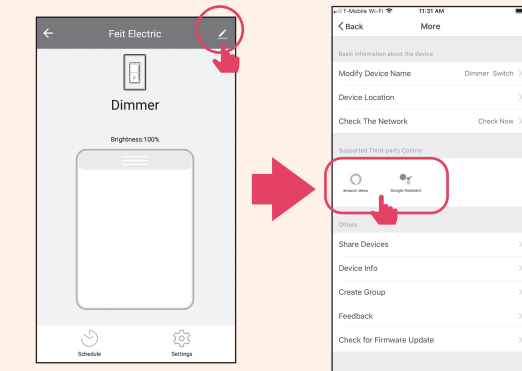 Feit Electric
Dimmer
Brightness:100%
Schedule
Settings
T-Mobile Wi-Fi
11:31 AM
Back
More
Basic information about the device
Modify Device Name
Dimmer Switch
Device Location
Check The Network
Check Now
Supported Third-party Control
amazon alexa
Google Assistant
Others
Share Devices
Device Info
Create Group
Feedback
Check for Firmware Update